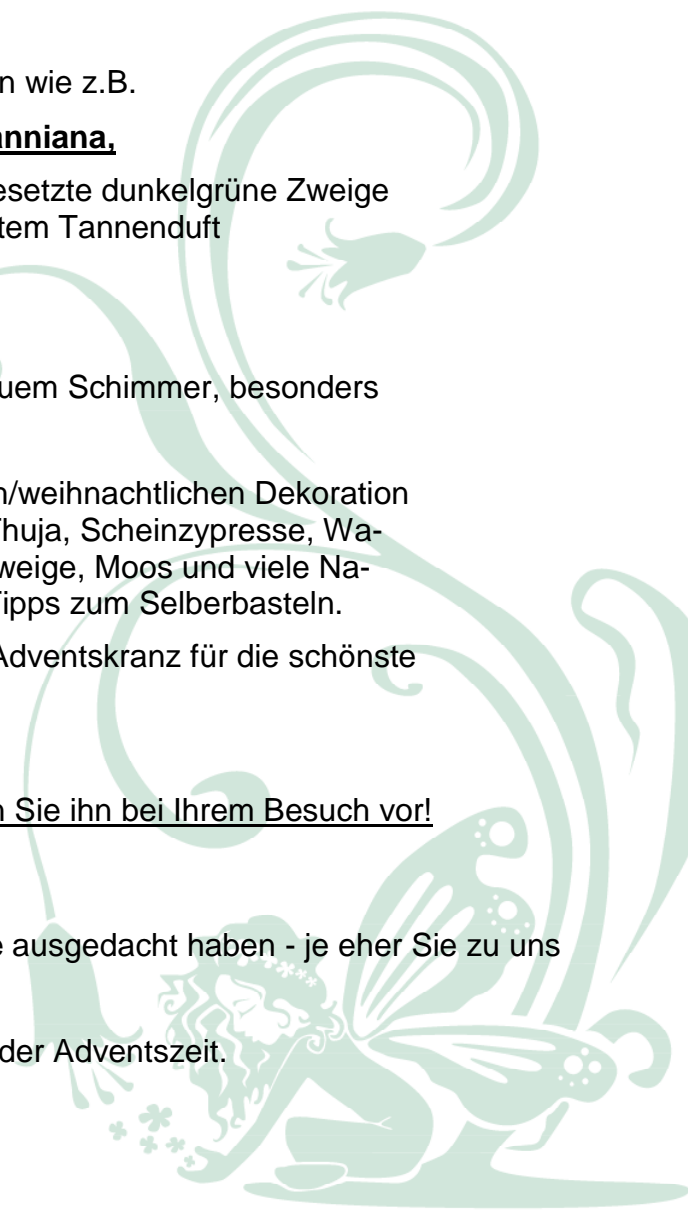 n wie z.B.
anniana,
esetzte dunkelgrüne Zweige
tem Tannenduft
uem Schimmer, besonders
n/weihnachtlichen Dekoration
Thuja, Scheinzypresse, Wa-
weige, Moos und viele Na-
Tipps zum Selberbasteln.
Adventskranz für die schönste
n Sie ihn bei Ihrem Besuch vor!
e ausgedacht haben - je eher Sie zu uns
der Adventszeit.